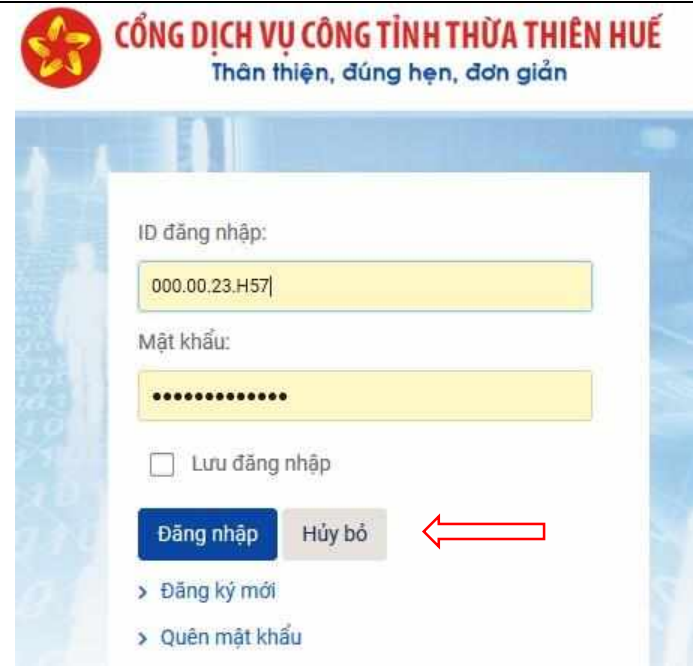 CỔNG DỊCH VỤ CÔNG TỈNH THỪA THIÊN HUẾ
Thân thiện, đúng hẹn, đơn giản
ID đăng nhập:
000.00.23.H57
Mật khẩu:
•••••••••••••
Lưu đăng nhập
Đăng nhập Hủy bỏ
› Đăng ký mới
› Quên mật khẩu